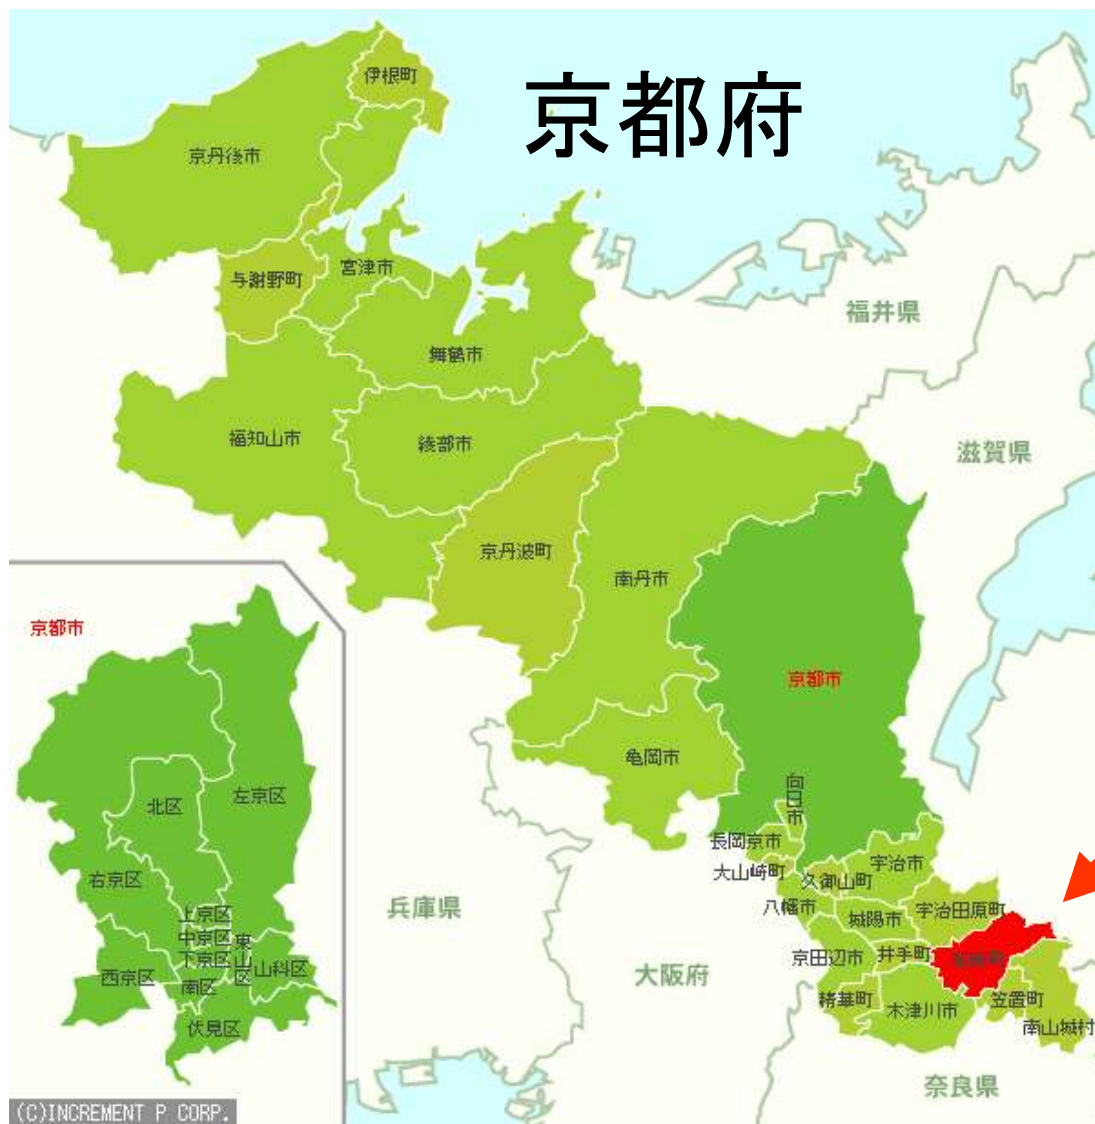 京都府
伊根町
京丹後市
与謝野町
宮津市
舞鶴市
福井県
福知山市
綾部市
滋賀県
京丹波町
南丹市
京都市
亀岡市
向日市
長岡京市
大山崎町
久御山町
宇治市
八幡市
城陽市
宇治田原町
京田辺市
井手町
精華町
木津川市
笠置町
南山城村
兵庫県
大阪府
奈良県
京都市
北区
左京区
右京区
上京区
中京区
下京区
東山区
山科区
西京区
南区
伏見区
(C)INCREMENT P CORP.